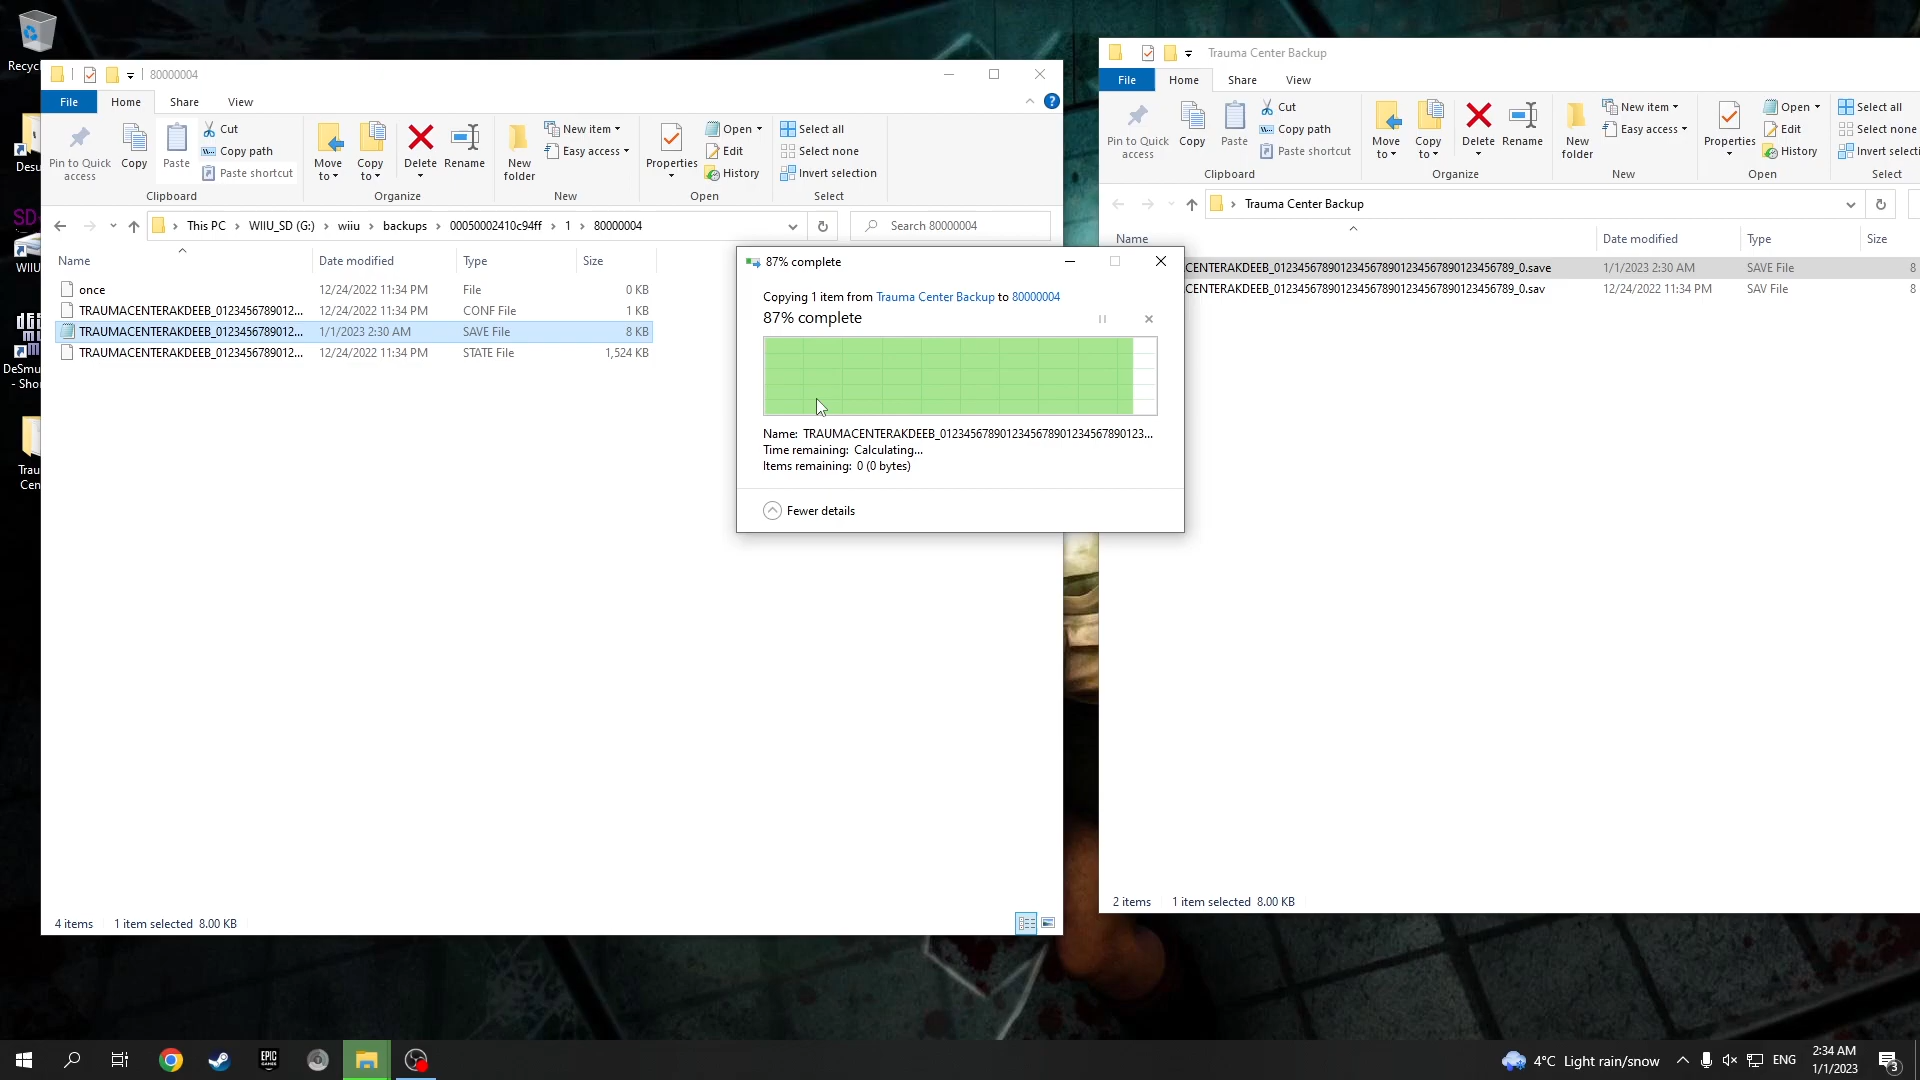 Recyc
Desu
WIIU
DeSmu
- Sho
Trau
Cen
80000004
File
Home
Share
View
Pin to Quick access
Copy
Paste
Cut
Copy path
Paste shortcut
Clipboard
Move to
Copy to
Delete
Rename
Organize
New folder
New item
Easy access
New
Properties
Open
Edit
History
Open
Select all
Select none
Invert selection
Select
This PC > WIIU_SD (G:) > wiiu > backups > 00050002410c94ff > 1 > 80000004
Search 80000004
Name Date modified Type Size
once 12/24/2022 11:34 PM File 0 KB
TRAUMACENTERAKDEEB_0123456789012... 12/24/2022 11:34 PM CONF File 1 KB
TRAUMACENTERAKDEEB_0123456789012... 1/1/2023 2:30 AM SAVE File 8 KB
TRAUMACENTERAKDEEB_0123456789012... 12/24/2022 11:34 PM STATE File 1,524 KB
4 items 1 item selected 8.00 KB
87% complete
Copying 1 item from Trauma Center Backup to 80000004
87% complete
Name: TRAUMACENTERAKDEEB_0123456789012345678901234567890123...
Time remaining: Calculating...
Items remaining: 0 (0 bytes)
Fewer details
Trauma Center Backup
File
Home
Share
View
Pin to Quick access
Copy
Paste
Cut
Copy path
Paste shortcut
Clipboard
Move to
Copy to
Delete
Rename
Organize
New folder
New item
Easy access
New
Properties
Open
Edit
History
Open
Select all
Select none
Invert selecti
Select
> Trauma Center Backup
Name Date modified Type Size
CENTERAKDEEB_0123456789012345678901234567890123456789_0.save 1/1/2023 2:30 AM SAVE File 8
CENTERAKDEEB_0123456789012345678901234567890123456789_0.sav 12/24/2022 11:34 PM SAV File 8
2 items 1 item selected 8.00 KB
EPIC GAMES
4°C Light rain/snow
ENG
2:34 AM
1/1/2023
3